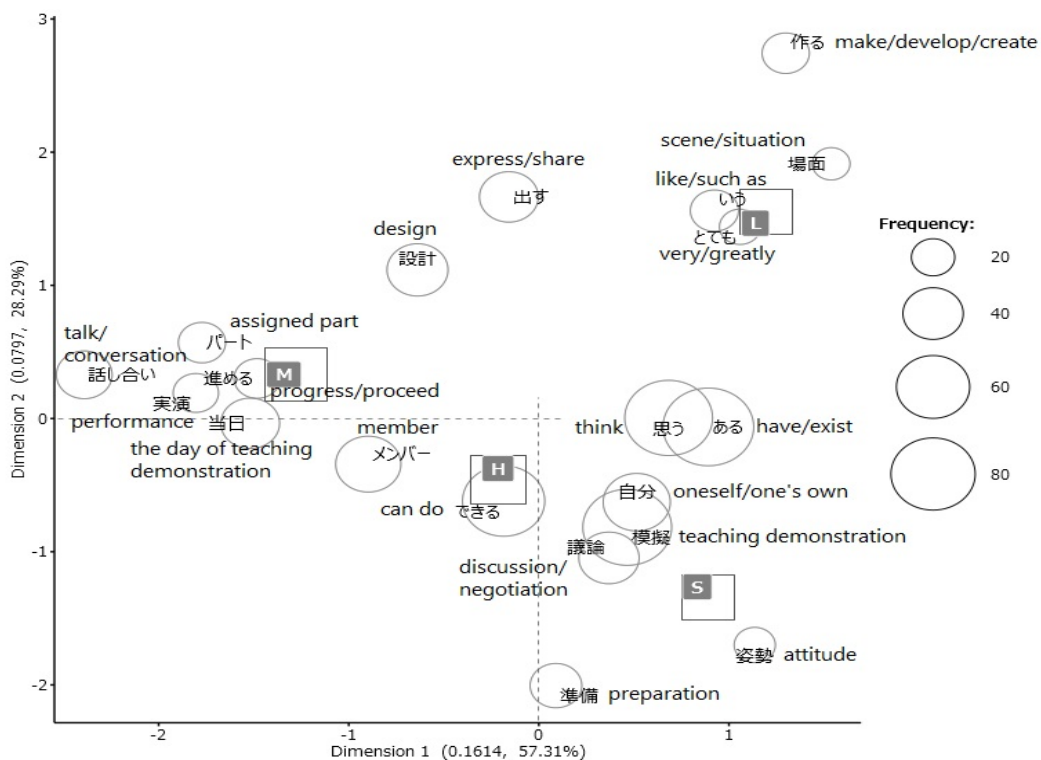 3
作る make/develop/create
2
scene/situation
場面
express/share
出す
like/such as
いう
L
とても
very/greatly
design
設計
Frequency:
20
40
60
80
1
assigned part
パート
talk/
conversation
話し合い
進める
M
progress/proceed
実演
performance
当日
the day of teaching
demonstration
0
member
メンバー
think
思う
ある
have/exist
H
can do
できる
自分
oneself/one's own
模擬
teaching demonstration
議論
discussion/
negotiation
-1
S
姿勢
attitude
準備
preparation
-2
-2
-1
0
1
Dimension 1 (0.1614, 57.31%)
Dimension 2 (0.0797, 28.29%)